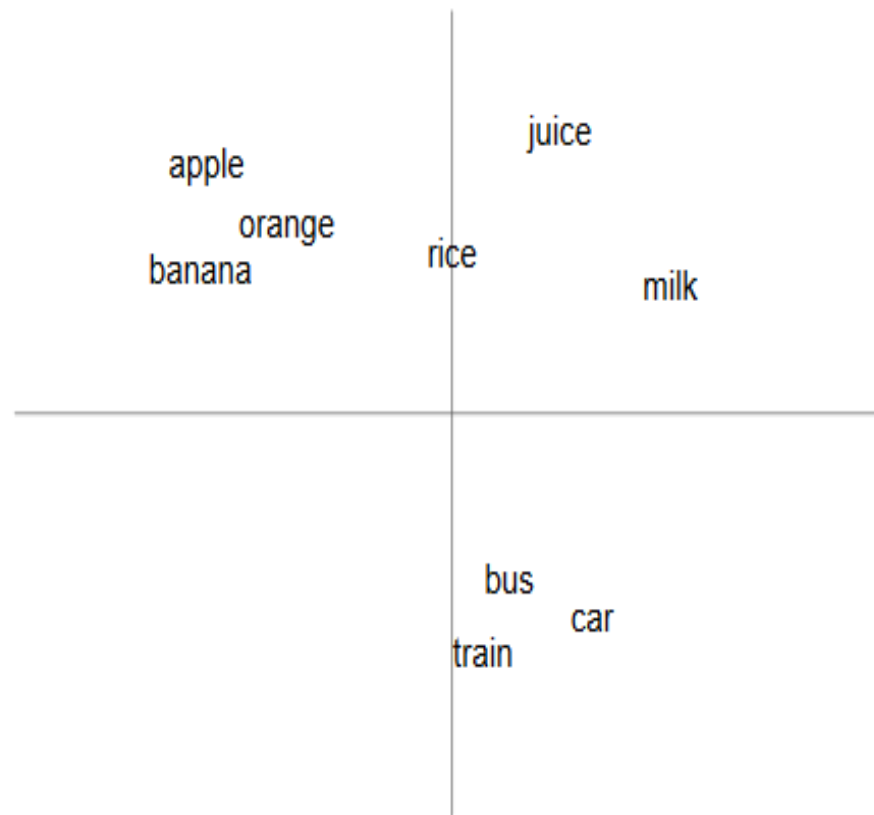 juice
apple
orange
rice
banana
milk
bus
car
train